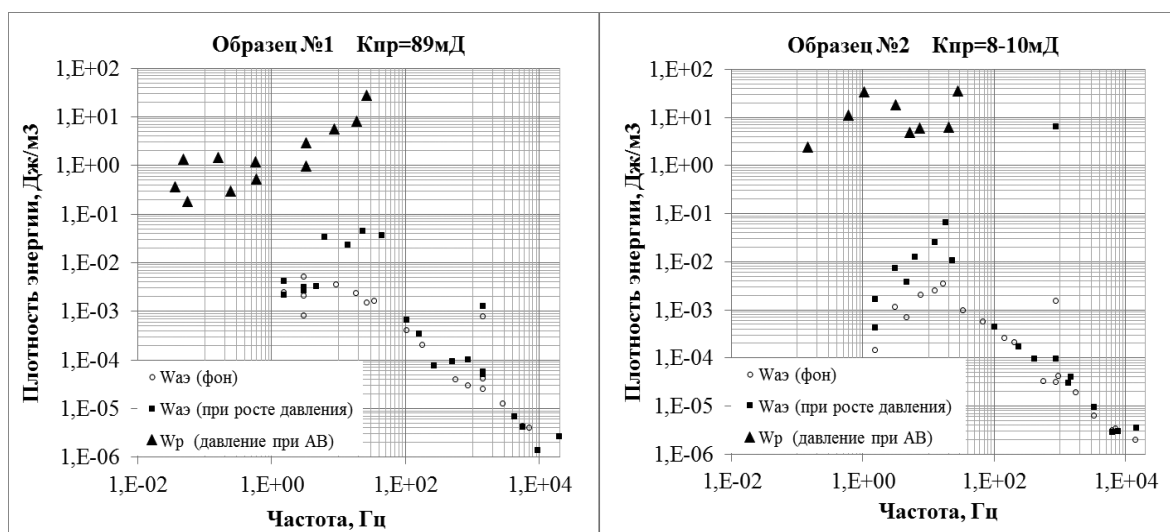 Образец №1 Кпр=89мД
1,E+02
1,E+01
1,E+00
1,E-01
1,E-02
1,E-03
1,E-04
1,E-05
1,E-06
Плотность энергии, Дж/м3
Wаэ (фон)
Wаэ (при росте давления)
Wр (давление при АВ)
1,E-02 1,E+00 1,E+02 1,E+04
Частота, Гц
Образец №2 Кпр=8-10мД
1,E+02
1,E+01
1,E+00
1,E-01
1,E-02
1,E-03
1,E-04
1,E-05
1,E-06
Плотность энергии, Дж/м3
Wаэ (фон)
Wаэ (при росте давления)
Wр (давление при АВ)
1,E-02 1,E+00 1,E+02 1,E+04
Частота, Гц